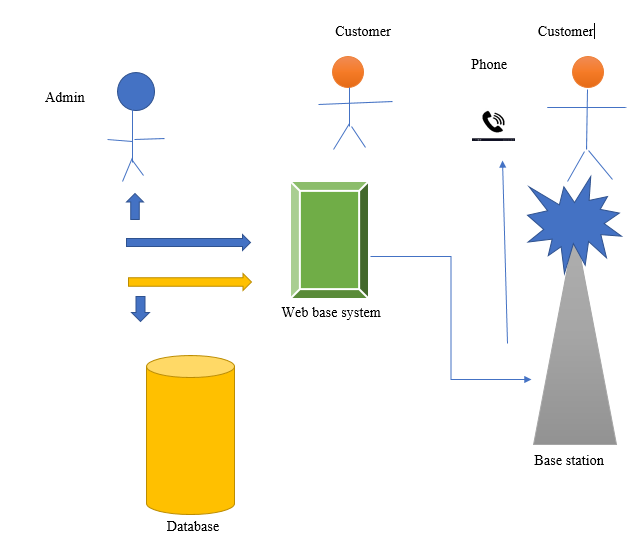 Customer
Customer
Phone
Admin
Web base system
Base station
Database